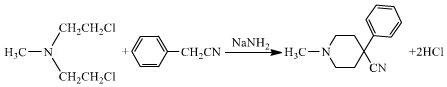 CH₂CH₂Cl
H₃C N + CH₂CN NaNH₂ H₃C—N CN +2HCl
CH₂CH₂Cl